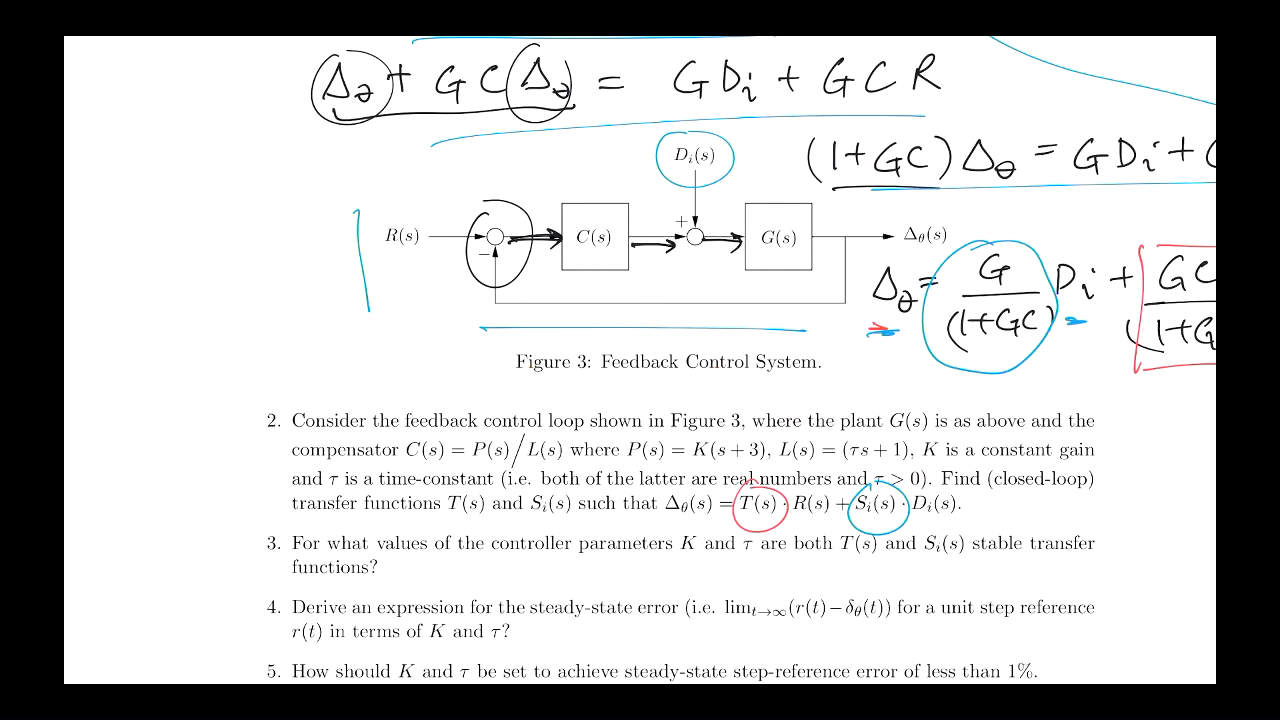 Δθ + GC(Δθ) = GDi + GCR
(1+GC)Δθ = GDi +
Di(s)
R(s) − C(s) + G(s) Δθ(s)
Δθ = G/(1+GC) Di + GC/(1+G
Figure 3: Feedback Control System.
2. Consider the feedback control loop shown in Figure 3, where the plant G(s) is as above and the
compensator C(s) = P(s)/L(s) where P(s) = K(s + 3), L(s) = (τs + 1), K is a constant gain
and τ is a time-constant (i.e. both of the latter are real numbers and τ > 0). Find (closed-loop)
transfer functions T(s) and Si(s) such that Δθ(s) = T(s) · R(s) + Si(s) · Di(s).
3. For what values of the controller parameters K and τ are both T(s) and Si(s) stable transfer
functions?
4. Derive an expression for the steady-state error (i.e. limt→∞(r(t) − δθ(t)) for a unit step reference
r(t) in terms of K and τ?
5. How should K and τ be set to achieve steady-state step-reference error of less than 1%.